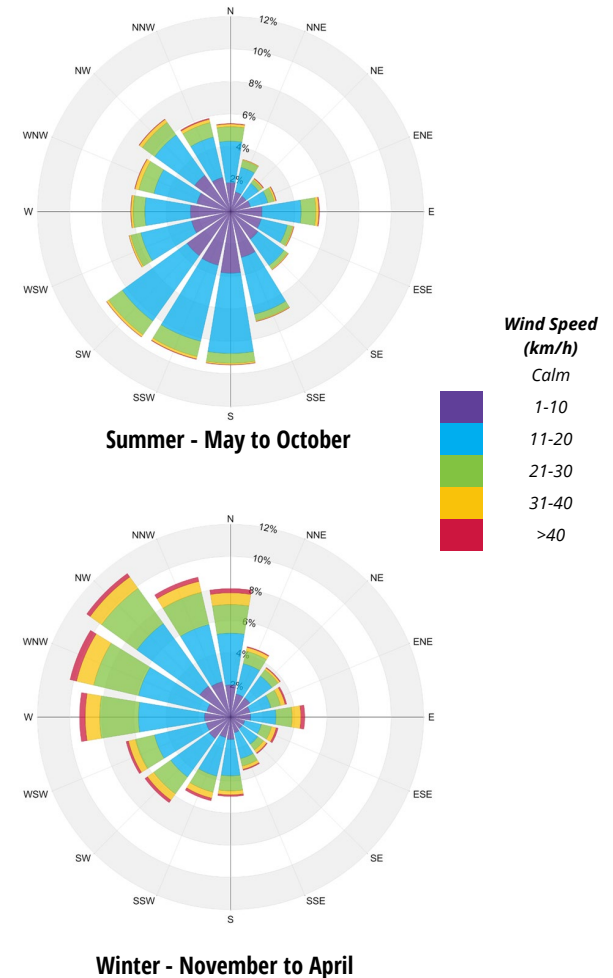 N
12%
NNW
NNE
10%
NW
NE
8%
6%
WNW
ENE
4%
2%
W
E
WSW
ESE
SW
SE
SSW
SSE
S
Summer - May to October
Wind Speed
(km/h)
Calm
1-10
11-20
21-30
31-40
>40
N
12%
NNW
NNE
10%
NW
NE
8%
6%
WNW
ENE
4%
2%
W
E
WSW
ESE
SW
SE
SSW
SSE
S
Winter - November to April